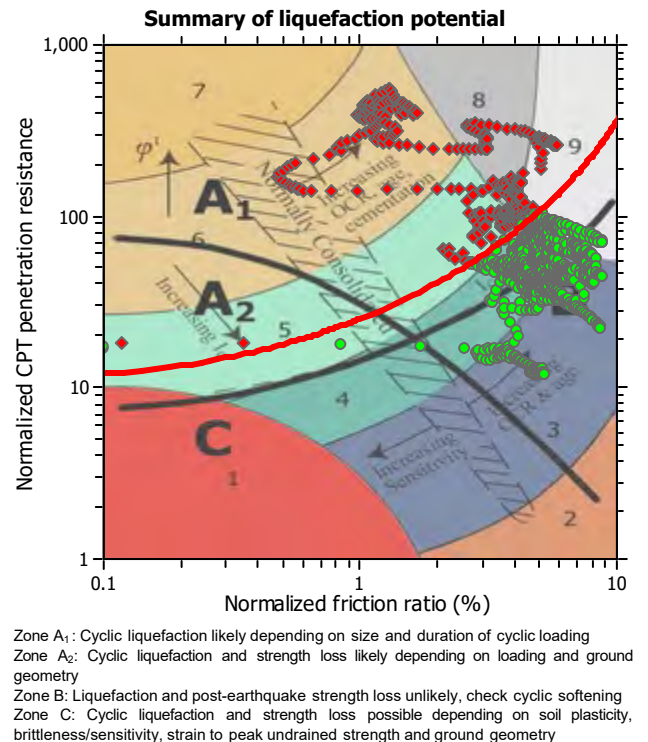 Summary of liquefaction potential
Normalized CPT penetration resistance
1,000
100
10
1
0.1
1
10
Normalized friction ratio (%)
7
8
9
φ'
A1
Normally Consolidated
Increasing
OCR, age,
cementation
6
A2
Increasing
5
4
C
1
Increasing
Sensitivity
Increasing
OCR & age
3
2
Zone A1: Cyclic liquefaction likely depending on size and duration of cyclic loading
Zone A2: Cyclic liquefaction and strength loss likely depending on loading and ground
geometry
Zone B: Liquefaction and post-earthquake strength loss unlikely, check cyclic softening
Zone C: Cyclic liquefaction and strength loss possible depending on soil plasticity,
brittleness/sensitivity, strain to peak undrained strength and ground geometry